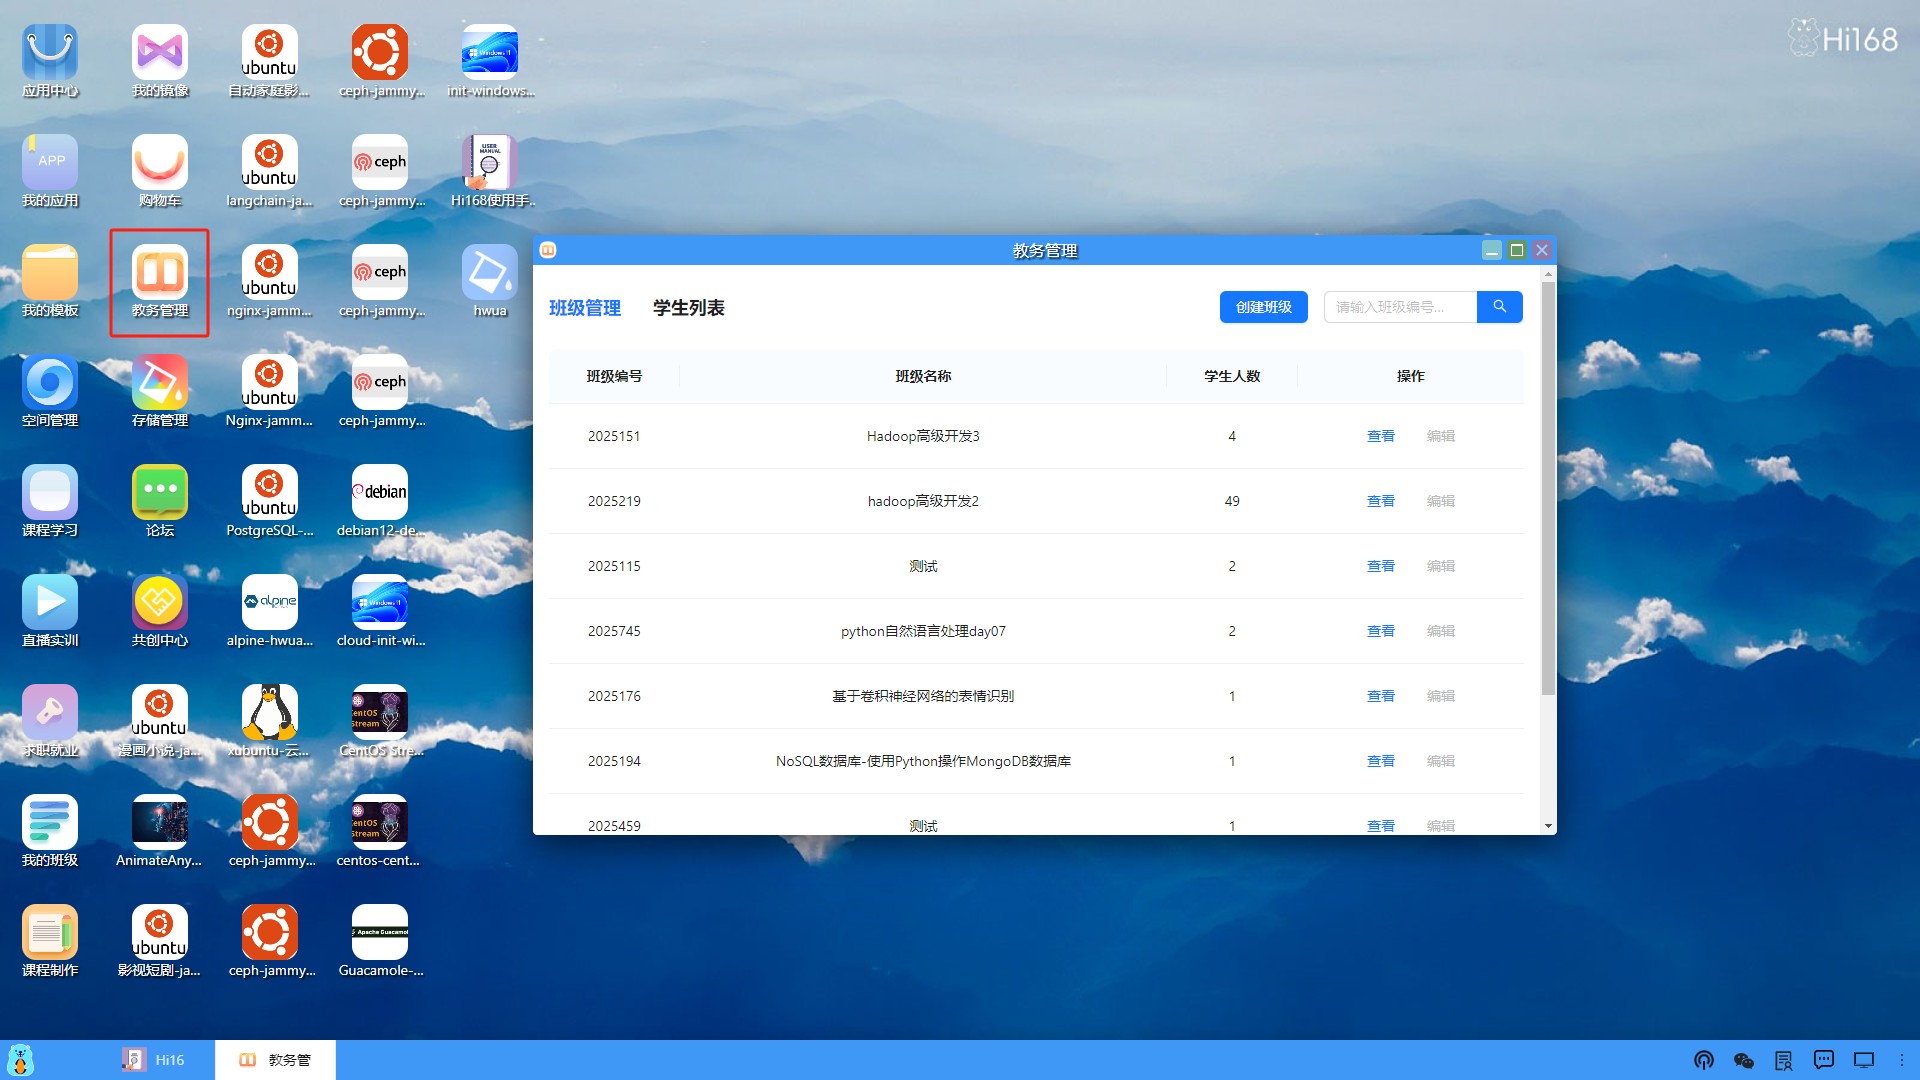 应用中心
我的镜像
ubuntu
自动家庭影...
ceph-jammy...
Windows 11
init-windows...
Hi168
APP
我的应用
购物车
ubuntu
langchain-ja...
ceph
ceph-jammy...
USER MANUAL
Hi168使用手...
我的模板
教务管理
ubuntu
nginx-jamm...
ceph
ceph-jammy...
hwua
空间管理
存储管理
ubuntu
Nginx-jamm...
ceph
ceph-jammy...
课程学习
论坛
ubuntu
PostgreSQL-...
debian
debian12-de...
直播实训
共创中心
alpine
alpine-hwua...
Windows 11
cloud-init-wi...
求职就业
ubuntu
漫画小说-ja...
xubuntu-云...
CentOS Stream
CentOS Stre...
我的班级
AnimateAny...
ceph-jammy...
CentOS Stream
centos-cent...
课程制作
ubuntu
影视短剧-ja...
ceph-jammy...
Apache Guacamol
Guacamole-...
教务管理
班级管理 学生列表 创建班级 请输入班级编号...
班级编号 班级名称 学生人数 操作
2025151 Hadoop高级开发3 4 查看 编辑
2025219 hadoop高级开发2 49 查看 编辑
2025115 测试 2 查看 编辑
2025745 python自然语言处理day07 2 查看 编辑
2025176 基于卷积神经网络的表情识别 1 查看 编辑
2025194 NoSQL数据库-使用Python操作MongoDB数据库 1 查看 编辑
2025459 测试 1 查看 编辑
Hi16 教务管